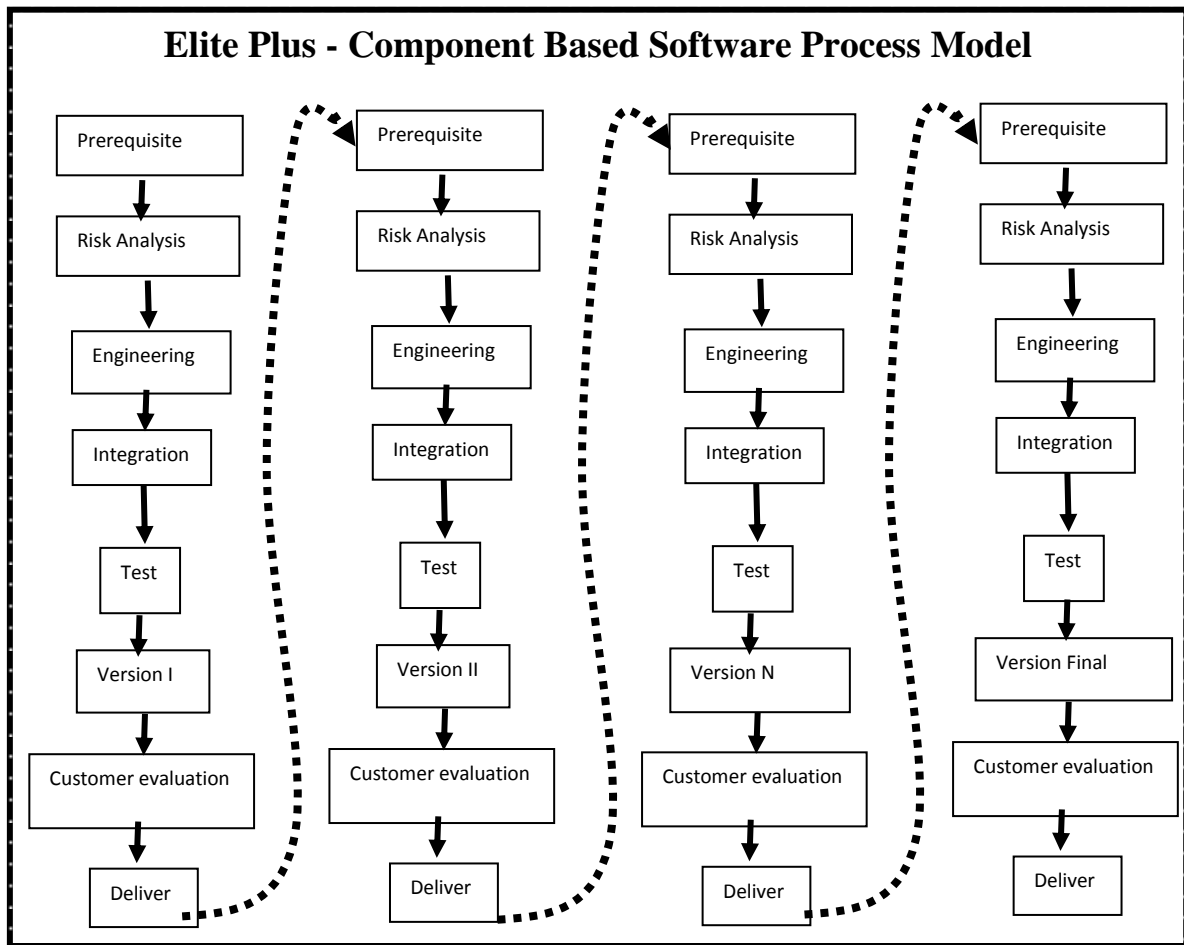 Elite Plus - Component Based Software Process Model
Prerequisite
Risk Analysis
Engineering
Integration
Test
Version I
Customer evaluation
Deliver
Prerequisite
Risk Analysis
Engineering
Integration
Test
Version II
Customer evaluation
Deliver
Prerequisite
Risk Analysis
Engineering
Integration
Test
Version N
Customer evaluation
Deliver
Prerequisite
Risk Analysis
Engineering
Integration
Test
Version Final
Customer evaluation
Deliver